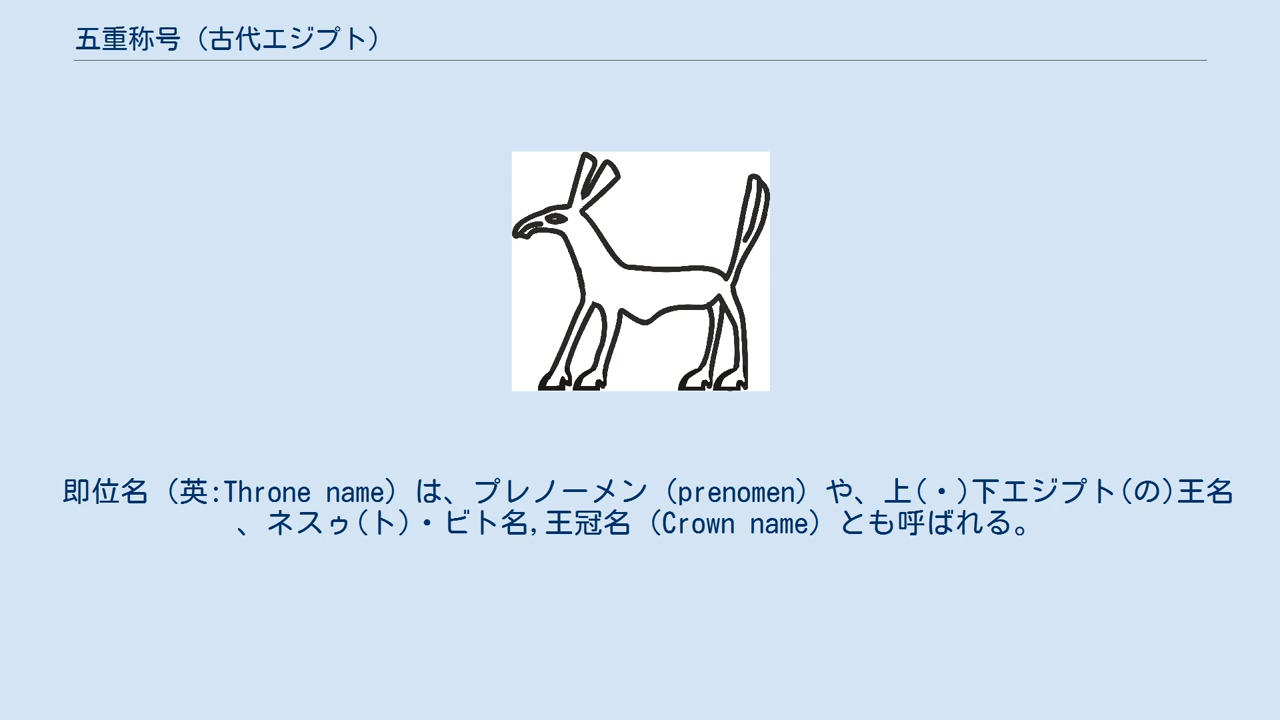 五重称号（古代エジプト）
即位名（英:Throne name）は、プレノーメン（prenomen）や、上(・)下エジプト(の)王名
、ネスゥ(ト)・ビト名,王冠名（Crown name）とも呼ばれる。